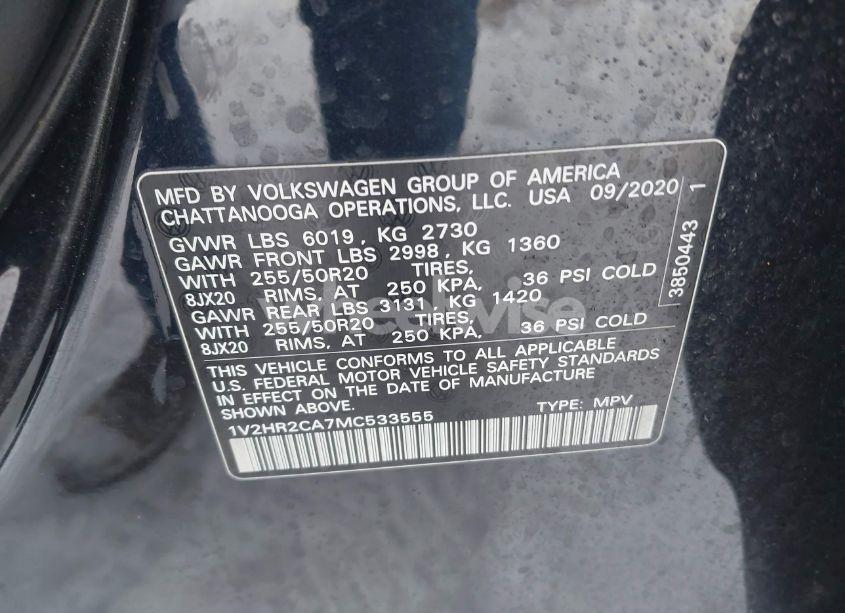 MFD BY VOLKSWAGEN GROUP OF AMERICA
CHATTANOOGA OPERATIONS, LLC. USA 09/2020
GVWR LBS 6019, KG 2730
GAWR FRONT LBS 2998, KG 1360
WITH 255/50R20 TIRES,
8JX20 RIMS, AT 250 KPA, 36 PSI COLD
GAWR REAR LBS 3131 KG 1420
WITH 255/50R20 TIRES,
8JX20 RIMS, AT 250 KPA, 36 PSI COLD
THIS VEHICLE CONFORMS TO ALL APPLICABLE
U.S. FEDERAL MOTOR VEHICLE SAFETY STANDARDS
IN EFFECT ON THE DATE OF MANUFACTURE
SHOWN ABOVE.
1V2HR2CA7MC533555 TYPE: MPV
3850443 1